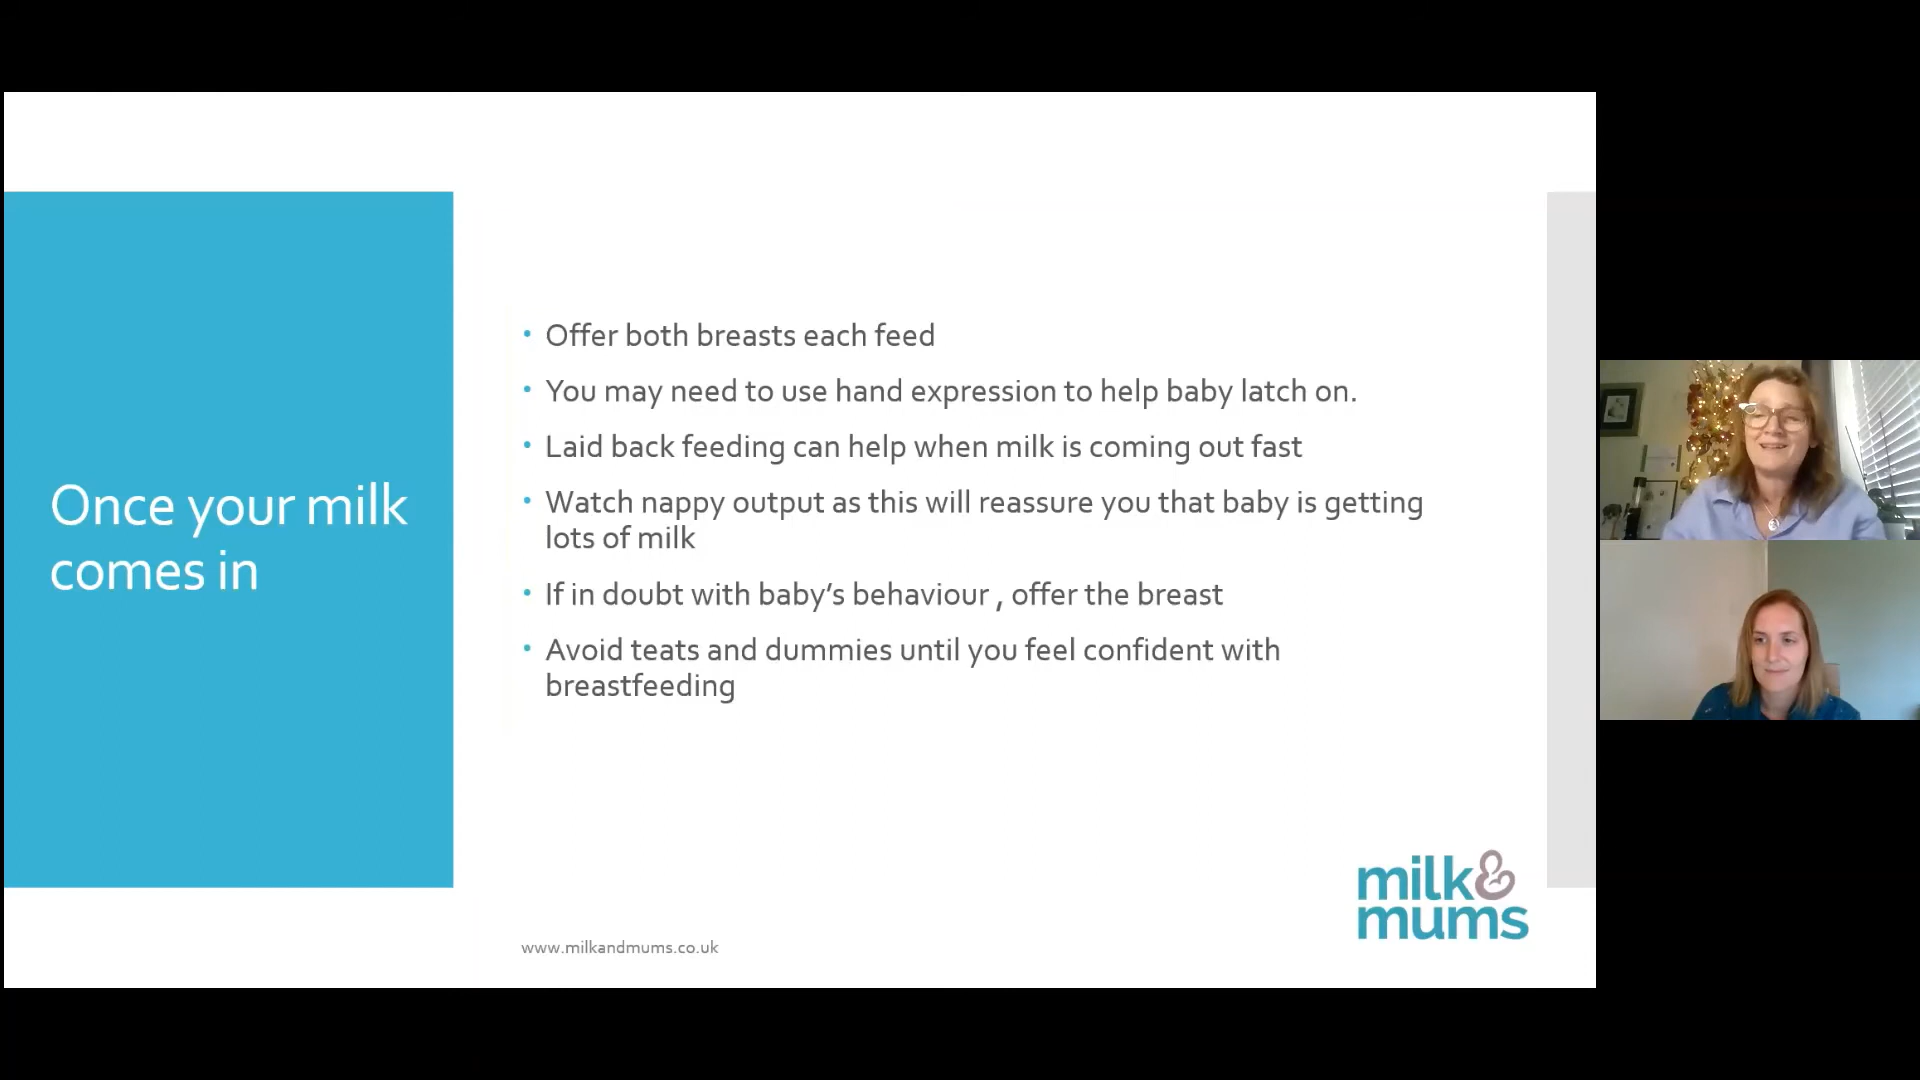 Once your milk
comes in
• Offer both breasts each feed
• You may need to use hand expression to help baby latch on.
• Laid back feeding can help when milk is coming out fast
• Watch nappy output as this will reassure you that baby is getting
lots of milk
• If in doubt with baby’s behaviour , offer the breast
• Avoid teats and dummies until you feel confident with
breastfeeding
www.milkandmums.co.uk
milk&
mums